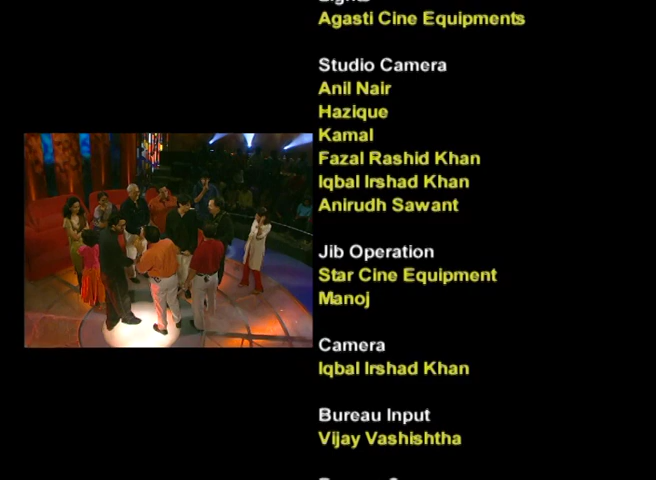 Agasti Cine Equipments
Studio Camera
Anil Nair
Hazique
Kamal
Fazal Rashid Khan
Iqbal Irshad Khan
Anirudh Sawant
Jib Operation
Star Cine Equipment
Manoj
Camera
Iqbal Irshad Khan
Bureau Input
Vijay Vashishtha